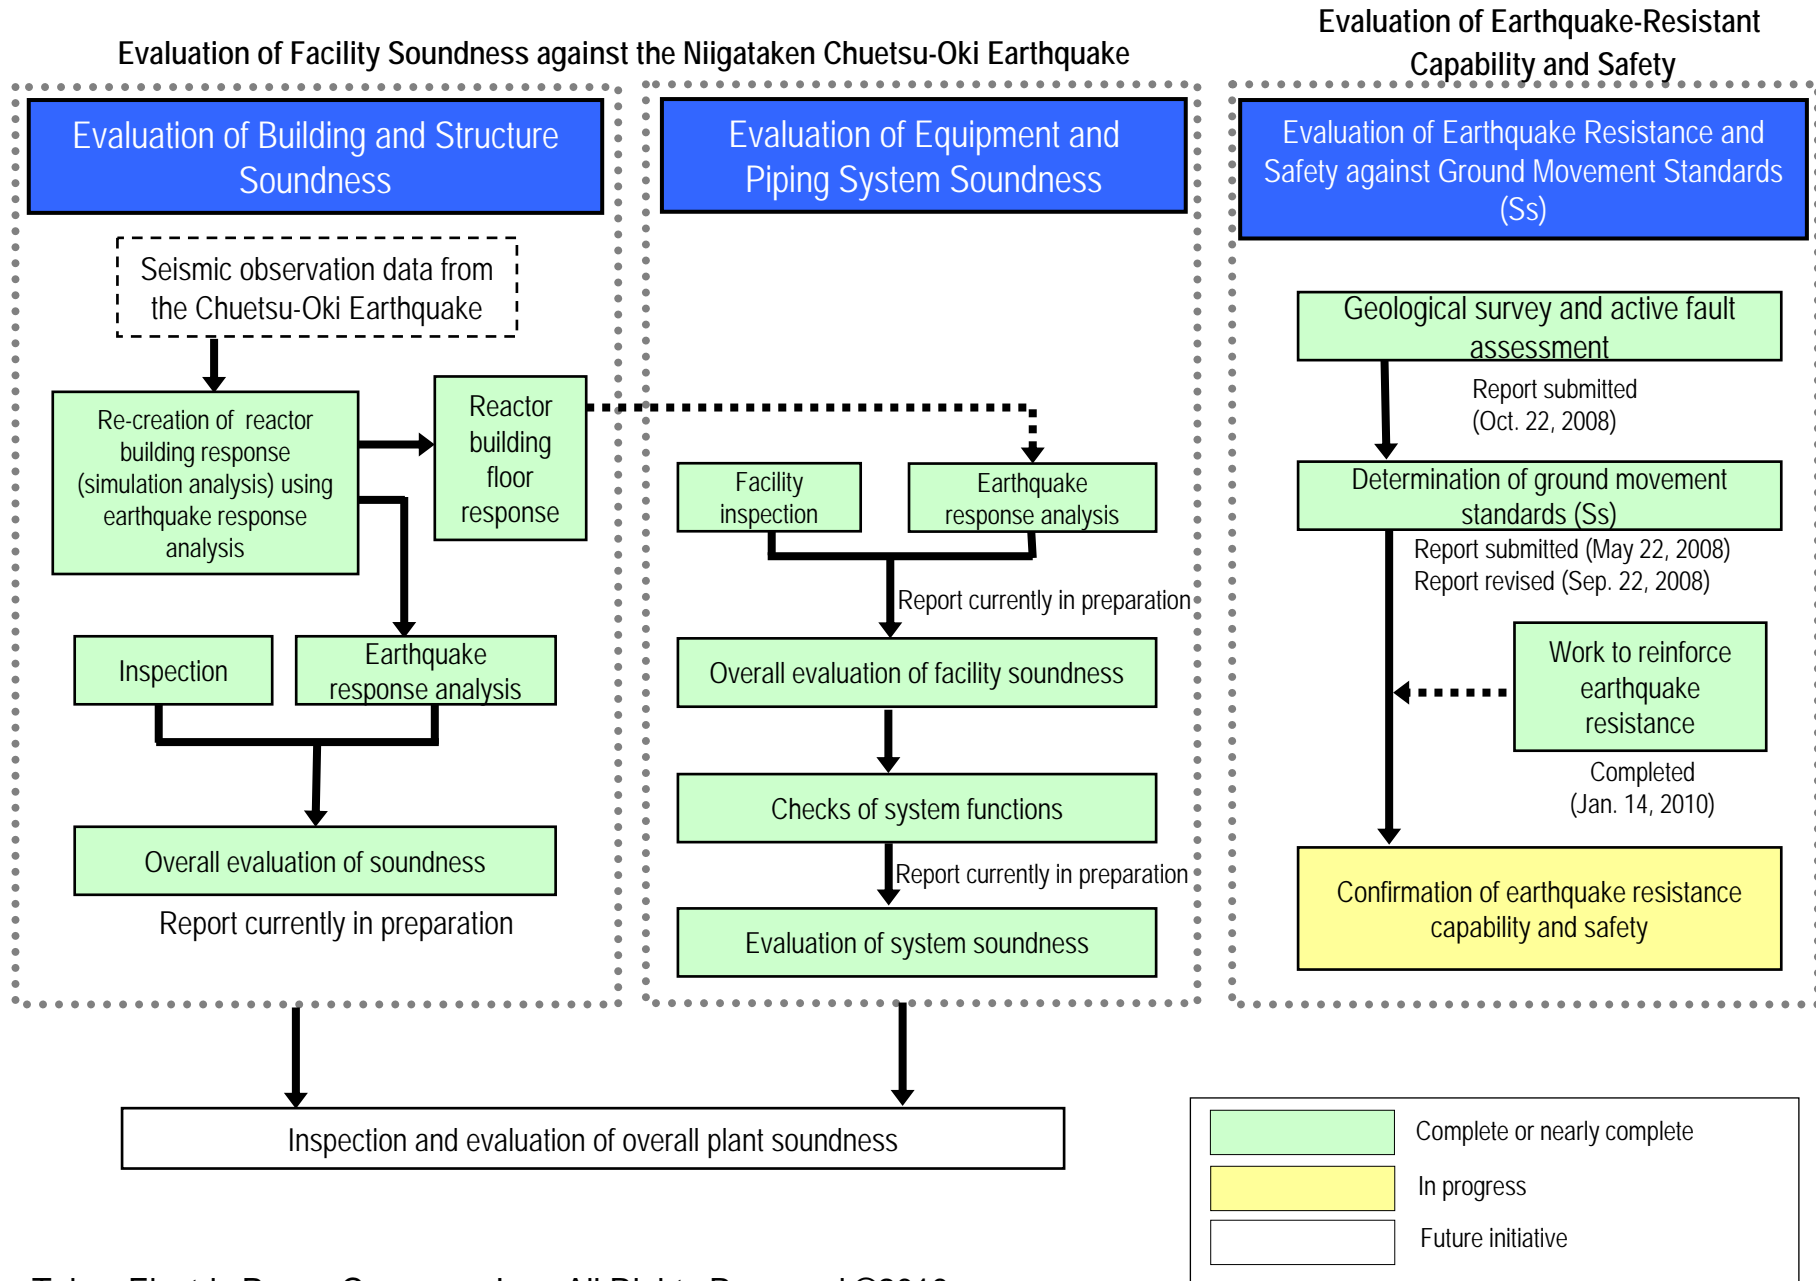 Evaluation of Facility Soundness against the Niigataken Chuetsu-Oki Earthquake
Evaluation of Earthquake-Resistant
Capability and Safety
Evaluation of Building and Structure
Soundness
Seismic observation data from
the Chuetsu-Oki Earthquake
Re-creation of reactor
building response
(simulation analysis) using
earthquake response
analysis
Reactor
building
floor
response
Inspection
Earthquake
response analysis
Overall evaluation of soundness
Report currently in preparation
Evaluation of Equipment and
Piping System Soundness
Facility
inspection
Earthquake
response analysis
Report currently in preparation
Overall evaluation of facility soundness
Checks of system functions
Report currently in preparation
Evaluation of system soundness
Evaluation of Earthquake Resistance and
Safety against Ground Movement Standards
(Ss)
Geological survey and active fault
assessment
Report submitted
(Oct. 22, 2008)
Determination of ground movement
standards (Ss)
Report submitted (May 22, 2008)
Report revised (Sep. 22, 2008)
Work to reinforce
earthquake
resistance
Completed
(Jan. 14, 2010)
Confirmation of earthquake resistance
capability and safety
Inspection and evaluation of overall plant soundness
Complete or nearly complete
In progress
Future initiative